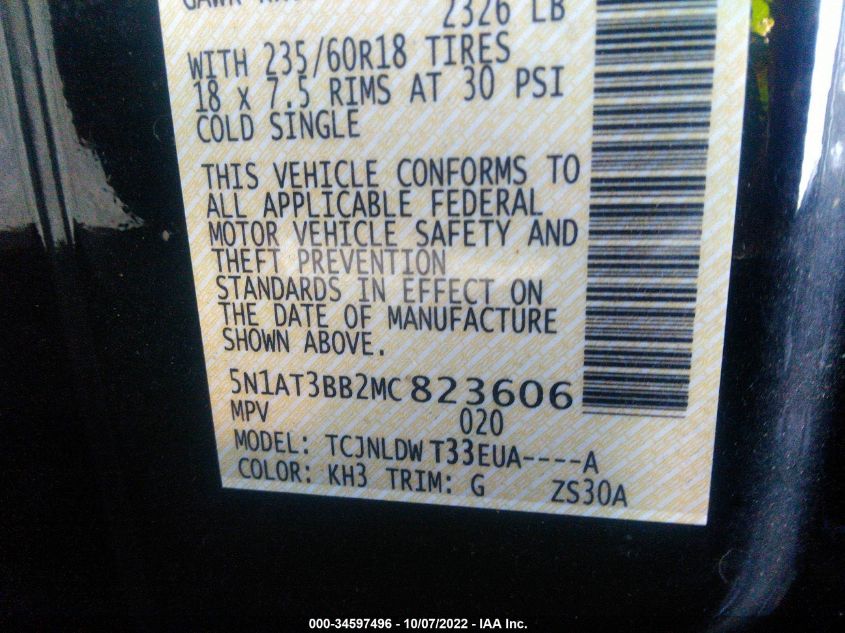 2326 LB
WITH 235/60R18 TIRES
18 X 7.5 RIMS AT 30 PSI
COLD SINGLE
THIS VEHICLE CONFORMS TO
ALL APPLICABLE FEDERAL
MOTOR VEHICLE SAFETY AND
THEFT PREVENTION
STANDARDS IN EFFECT ON
THE DATE OF MANUFACTURE
SHOWN ABOVE.
5N1AT3BB2MC823606
MPV 020
MODEL: TCJNLDW T33EUA----A
COLOR: KH3 TRIM: G ZS30A
000-34597496 - 10/07/2022 - IAA Inc.